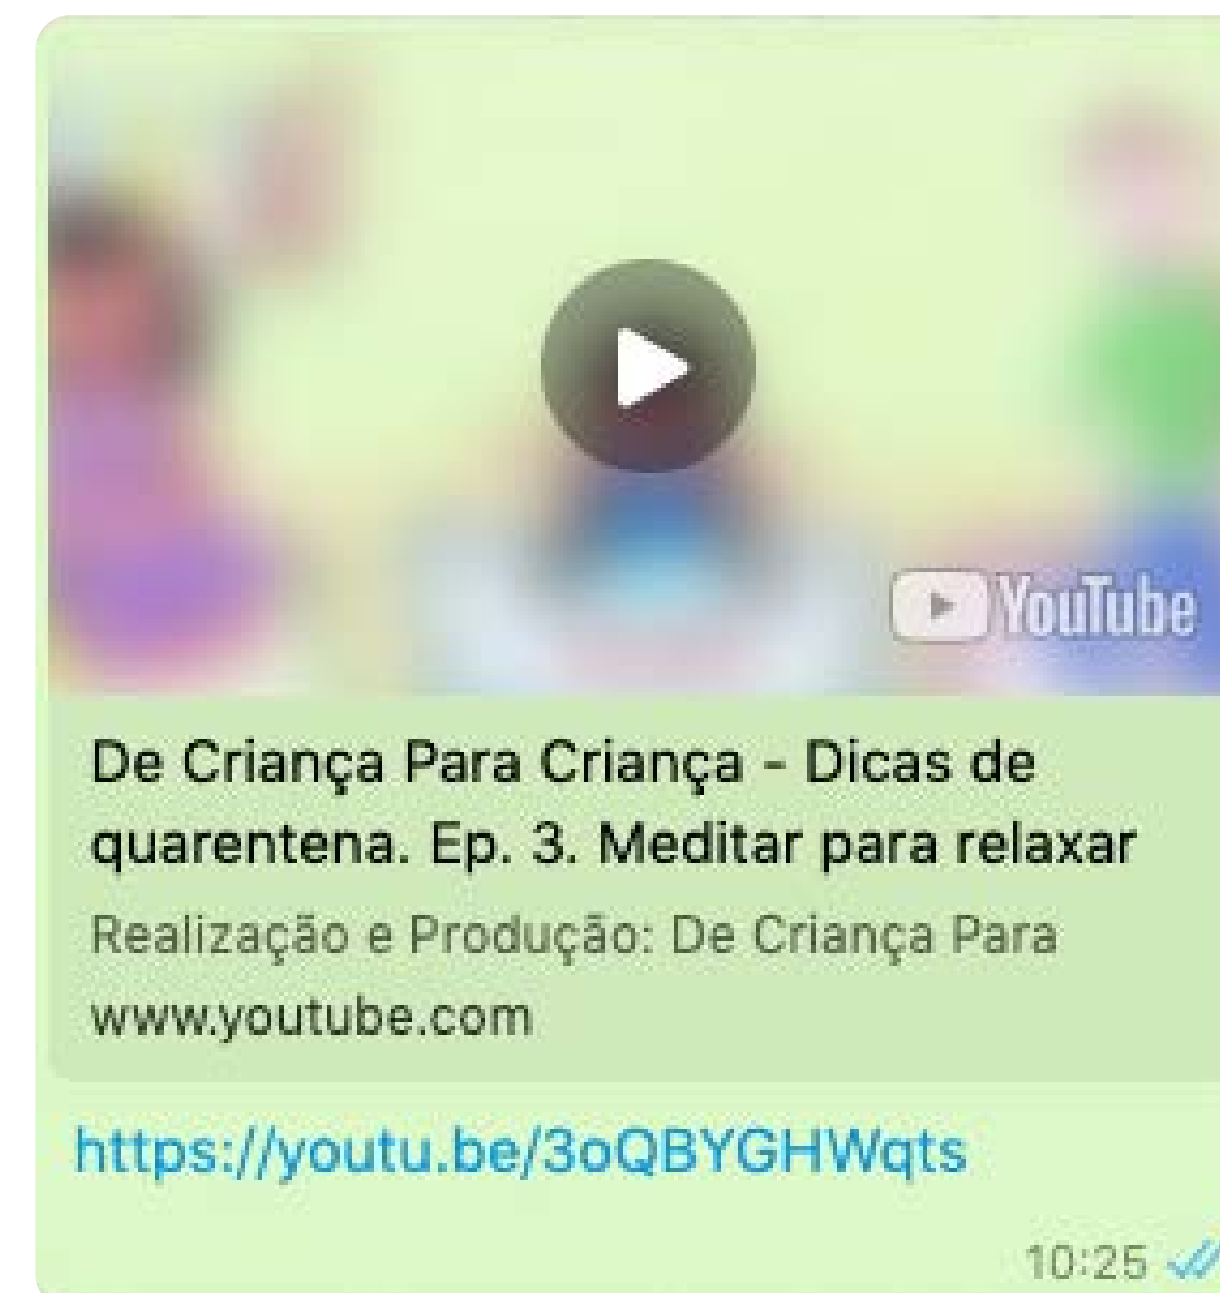 YouTube
De Criança Para Criança - Dicas de
quarentena. Ep. 3. Meditar para relaxar
Realização e Produção: De Criança Para
www.youtube.com
https://youtu.be/3oQBYGHWqts
10:25